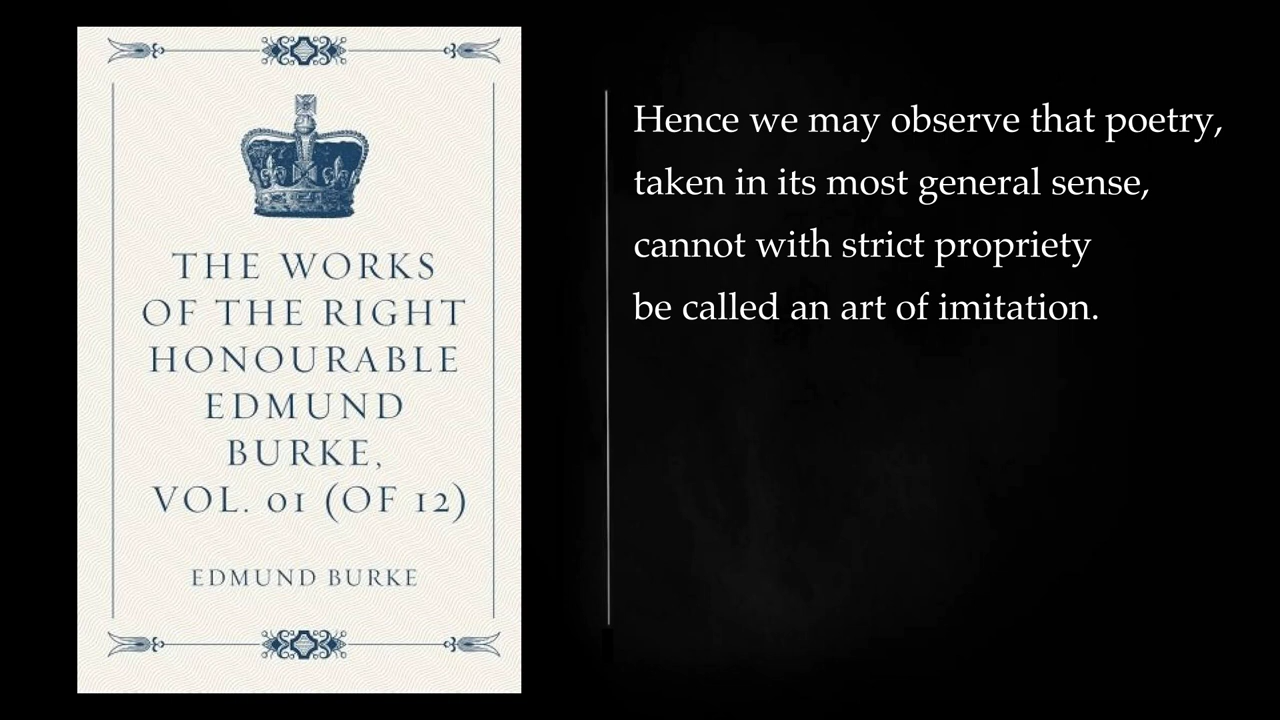 THE WORKS
OF THE RIGHT
HONOURABLE
EDMUND
BURKE,
VOL. 01 (OF 12)
EDMUND BURKE
Hence we may observe that poetry,
taken in its most general sense,
cannot with strict propriety
be called an art of imitation.